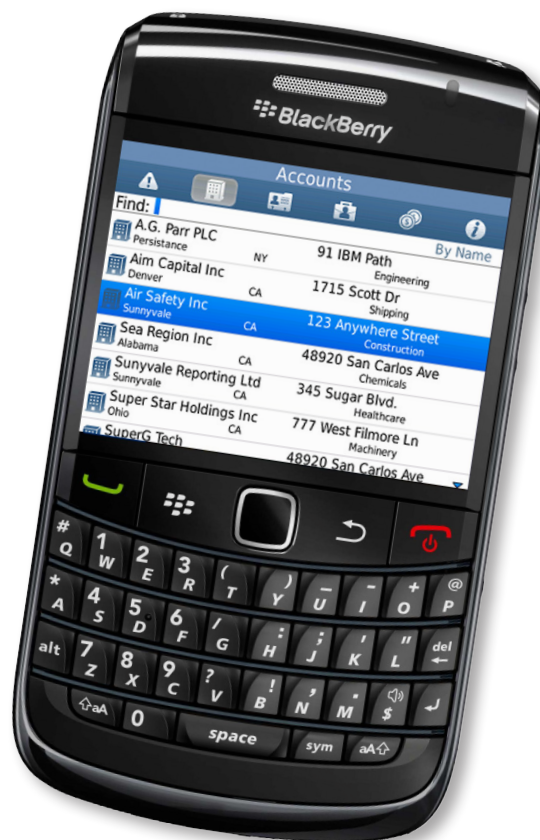 BlackBerry
Accounts
Find:
By Name
A.G. Parr PLC 91 IBM Path
Persistance NY Engineering
Aim Capital Inc 1715 Scott Dr
Denver CA Shipping
Air Safety Inc 123 Anywhere Street
Sunnyvale CA Construction
Sea Region Inc 48920 San Carlos Ave
Alabama CA Chemicals
Sunyvale Reporting Ltd 345 Sugar Blvd.
Sunnyvale CA Healthcare
Super Star Holdings Inc 777 West Filmore Ln
Ohio CA Machinery
SuperG Tech 48920 San Carlos Ave
# 1 2 3 ( ) _ - + @
Q W E R T Y U I O P
* 4 5 6 / : ; ' " del
A S D F G H J K L
alt 7 8 9 ? ! , .
Z X C V B N M $
aA 0 space sym aA